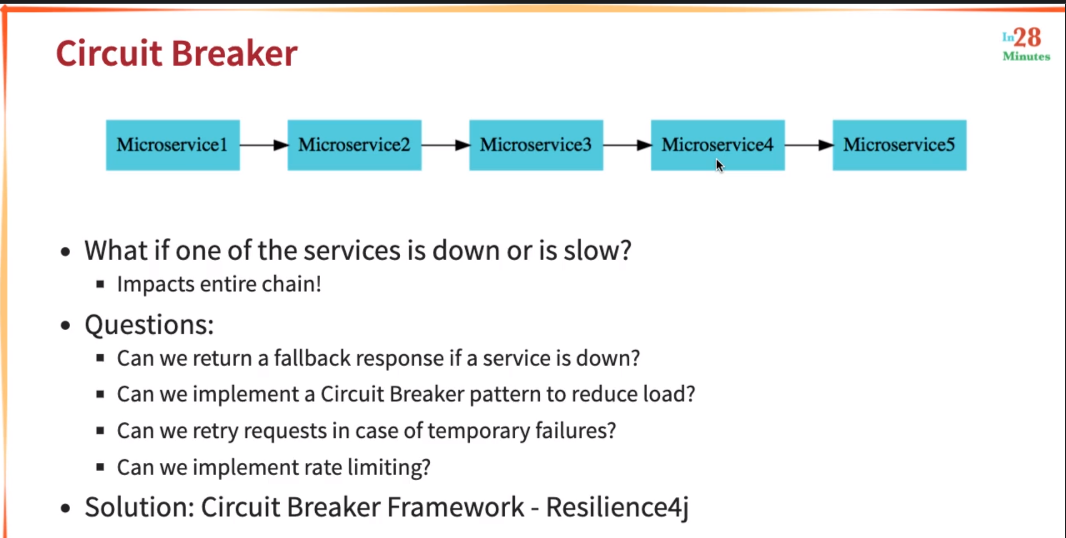 Circuit Breaker
In28
Minutes
Microservice1 Microservice2 Microservice3 Microservice4 Microservice5
• What if one of the services is down or is slow?
▪ Impacts entire chain!
• Questions:
▪ Can we return a fallback response if a service is down?
▪ Can we implement a Circuit Breaker pattern to reduce load?
▪ Can we retry requests in case of temporary failures?
▪ Can we implement rate limiting?
• Solution: Circuit Breaker Framework - Resilience4j